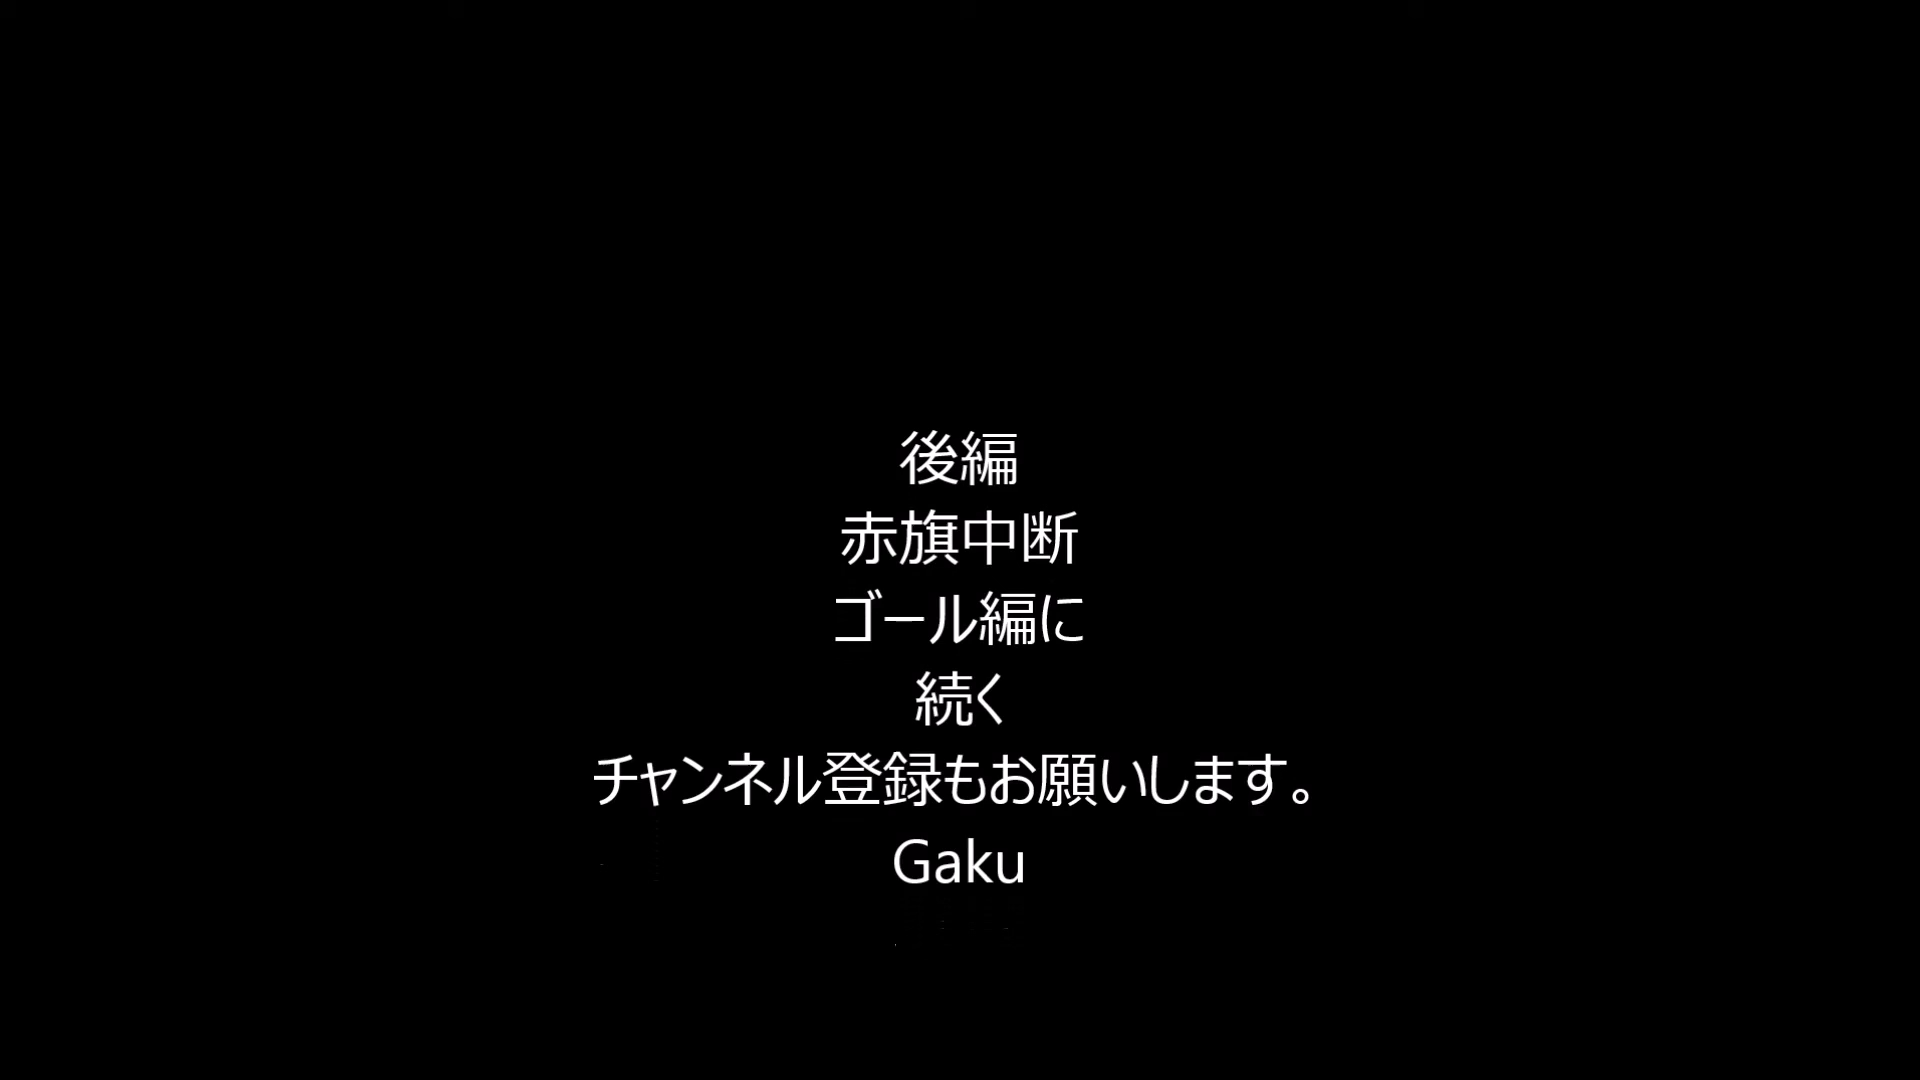 後編
赤旗中断
ゴール編に
続く
チャンネル登録もお願いします。
Gaku